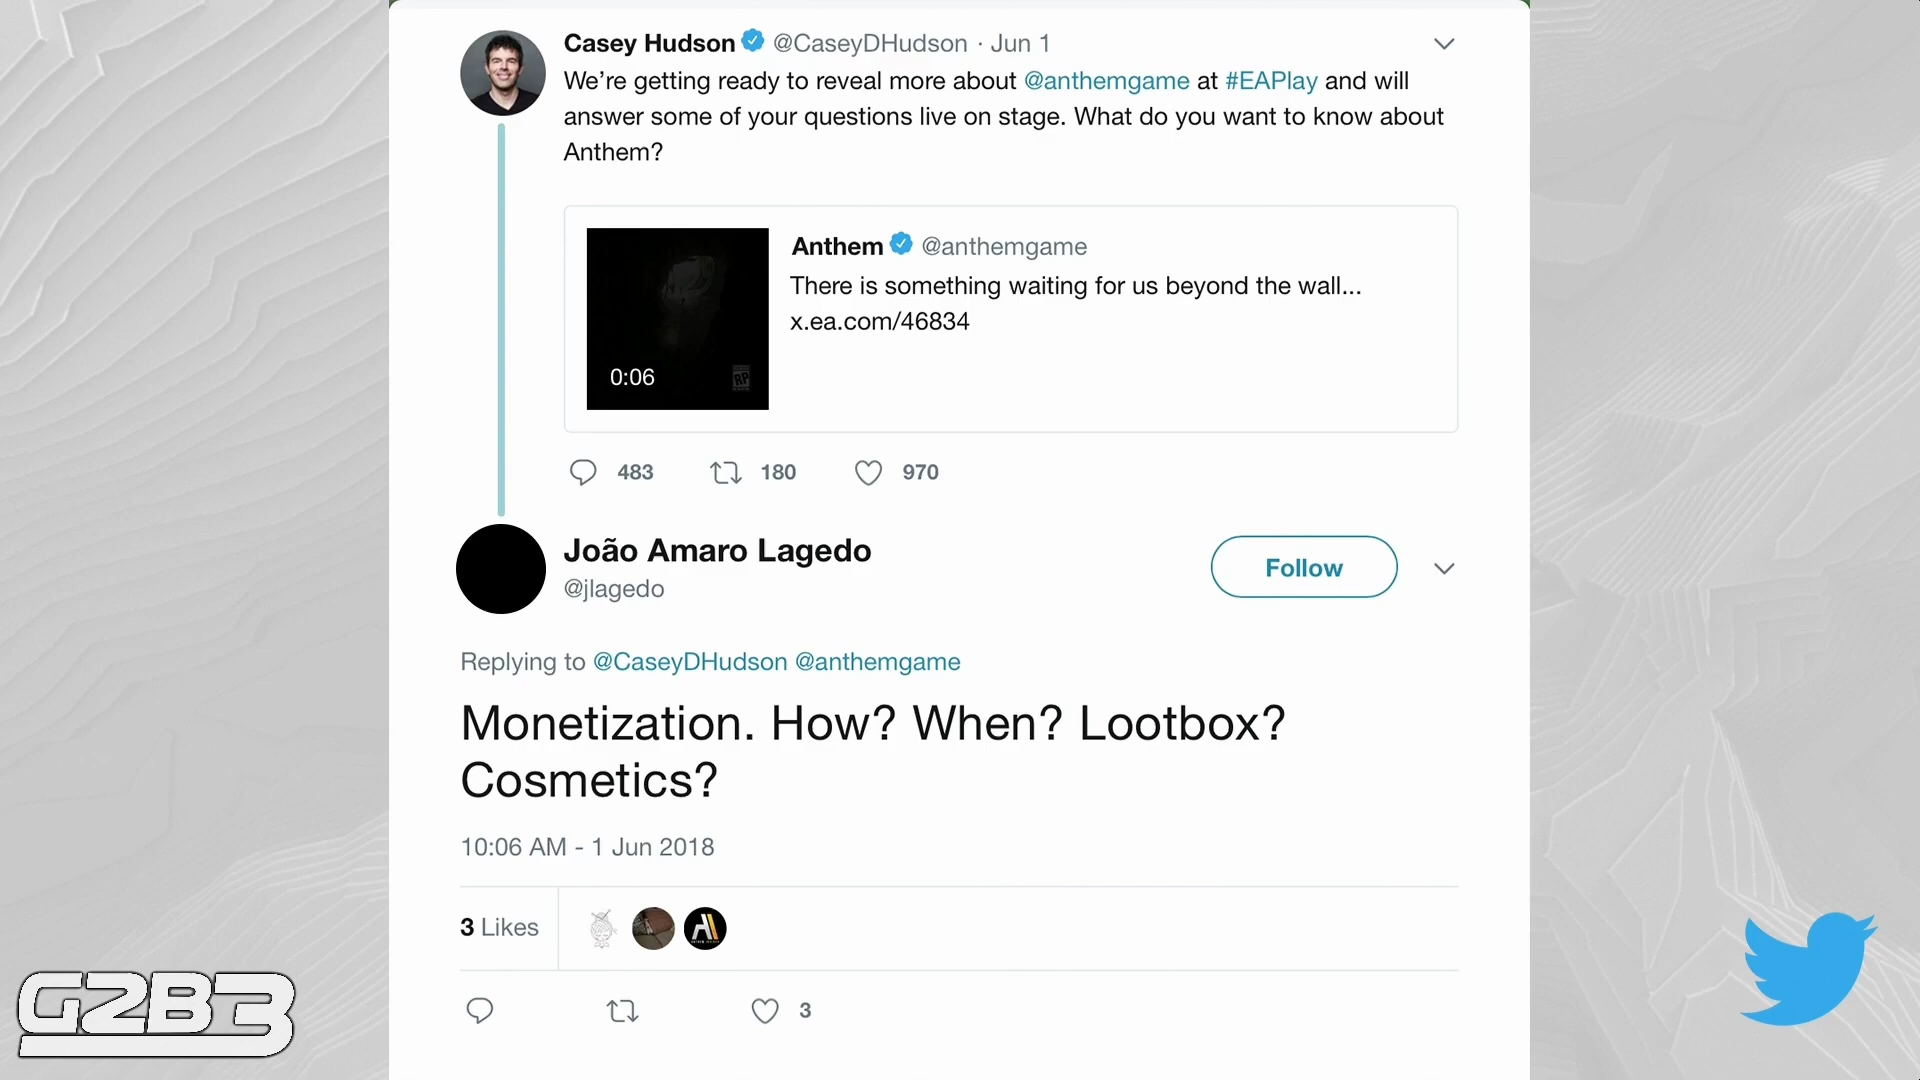 Casey Hudson @CaseyDHudson · Jun 1
We're getting ready to reveal more about @anthemgame at #EAPlay and will
answer some of your questions live on stage. What do you want to know about
Anthem?
Anthem @anthemgame
There is something waiting for us beyond the wall...
x.ea.com/46834
0:06
RP
483 180 970
João Amaro Lagedo
@jlagedo
Follow
Replying to @CaseyDHudson @anthemgame
Monetization. How? When? Lootbox?
Cosmetics?
10:06 AM - 1 Jun 2018
3 Likes
3
G2B3